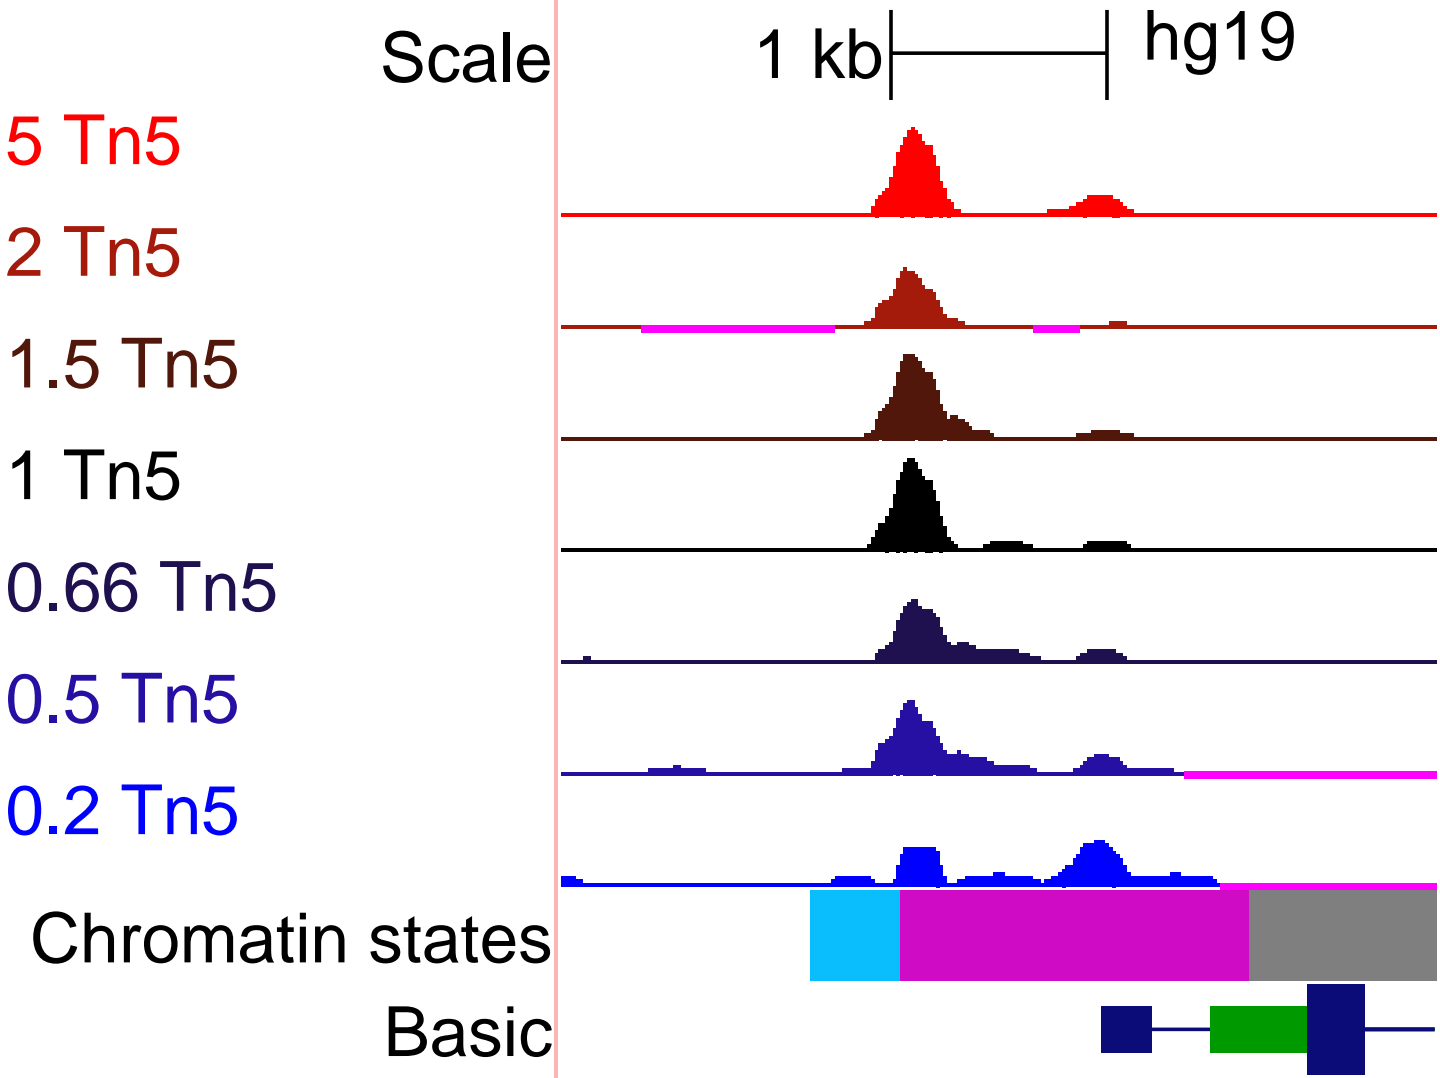 Scale 1 kb hg19
5 Tn5
2 Tn5
1.5 Tn5
1 Tn5
0.66 Tn5
0.5 Tn5
0.2 Tn5
Chromatin states
Basic